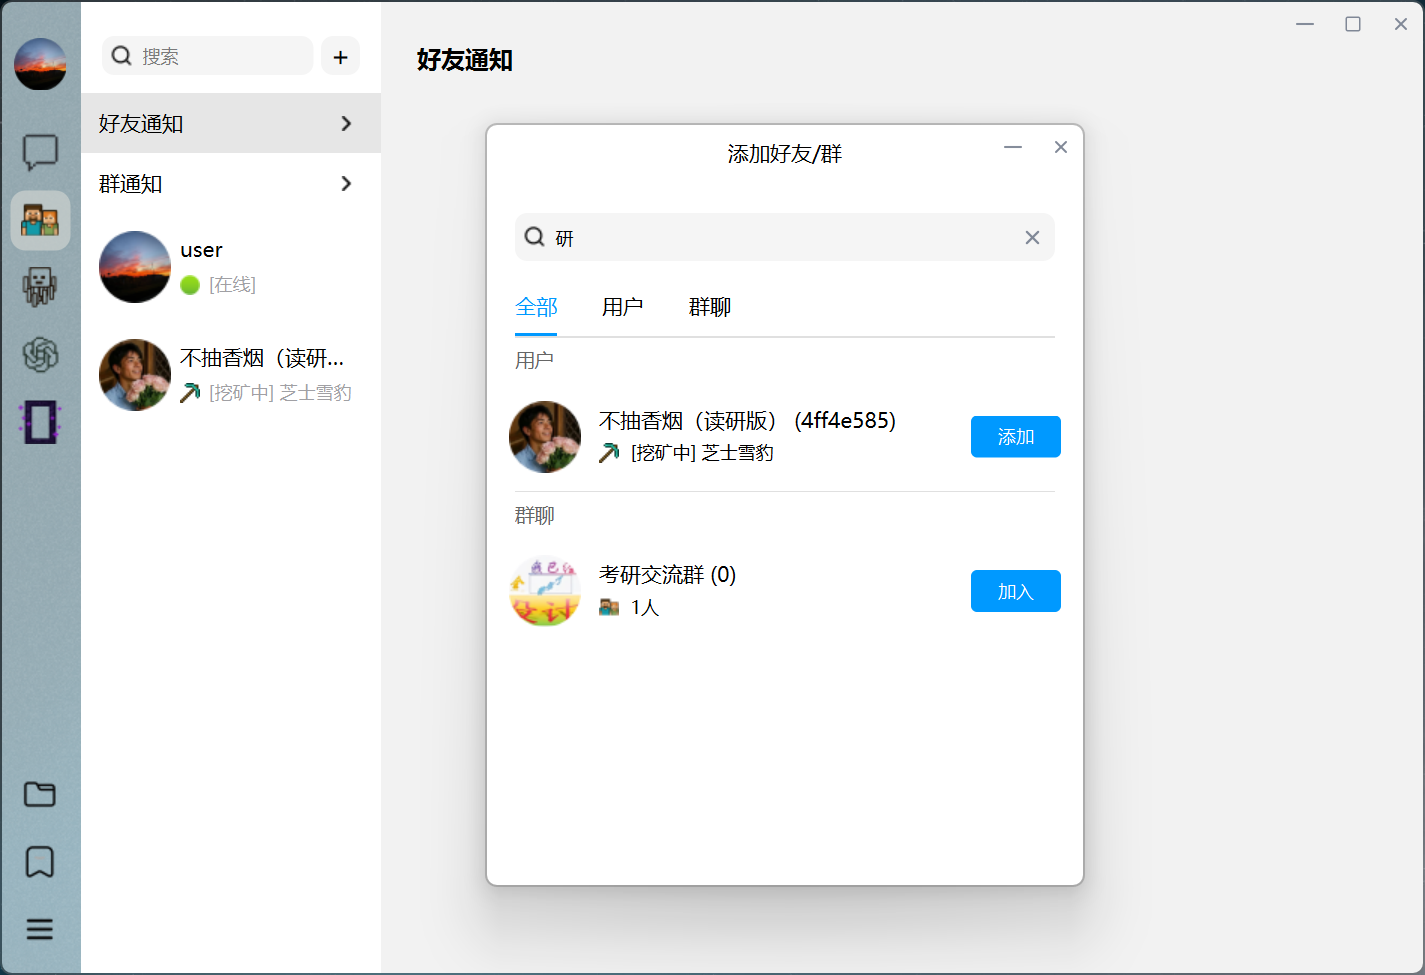 搜索
+
好友通知
群通知
user
[在线]
不抽香烟（读研...
[挖矿中] 芝士雪豹
好友通知
添加好友/群
研
全部 用户 群聊
用户
不抽香烟（读研版） (4ff4e585)
[挖矿中] 芝士雪豹
添加
群聊
考研交流群 (0)
1人
加入